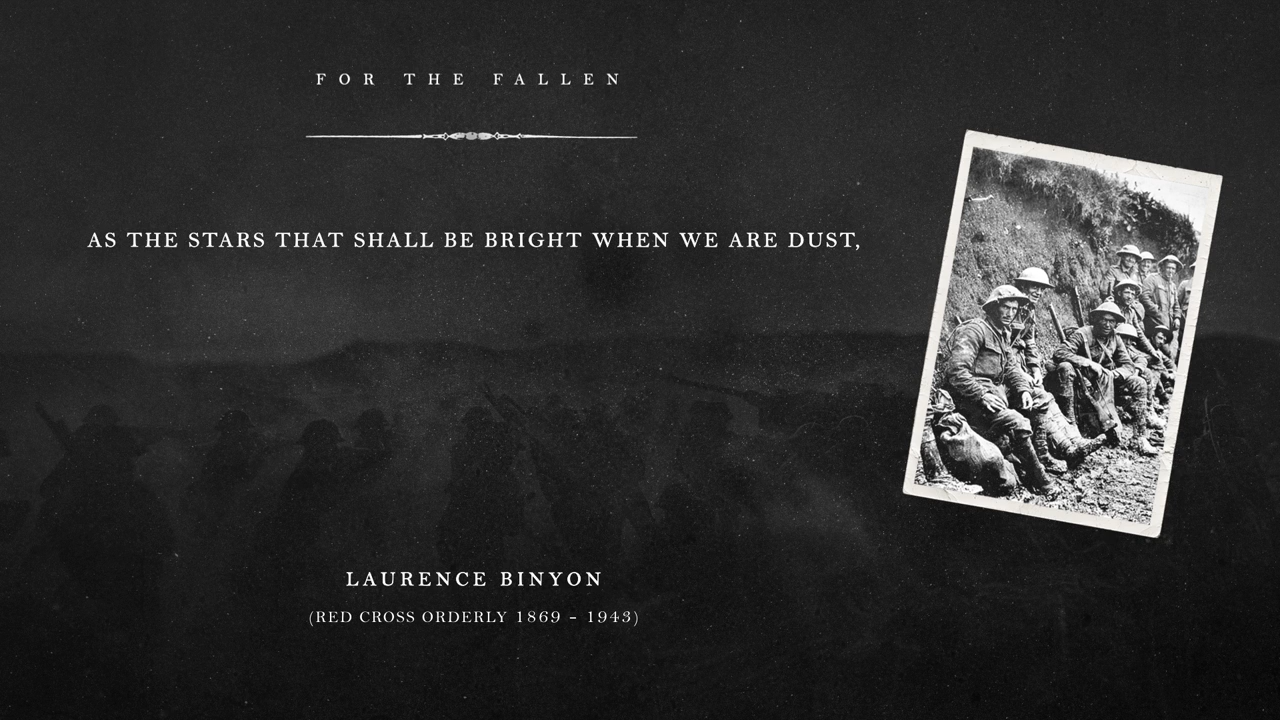 FOR THE FALLEN
AS THE STARS THAT SHALL BE BRIGHT WHEN WE ARE DUST,
LAURENCE BINYON
(RED CROSS ORDERLY 1869 – 1943)